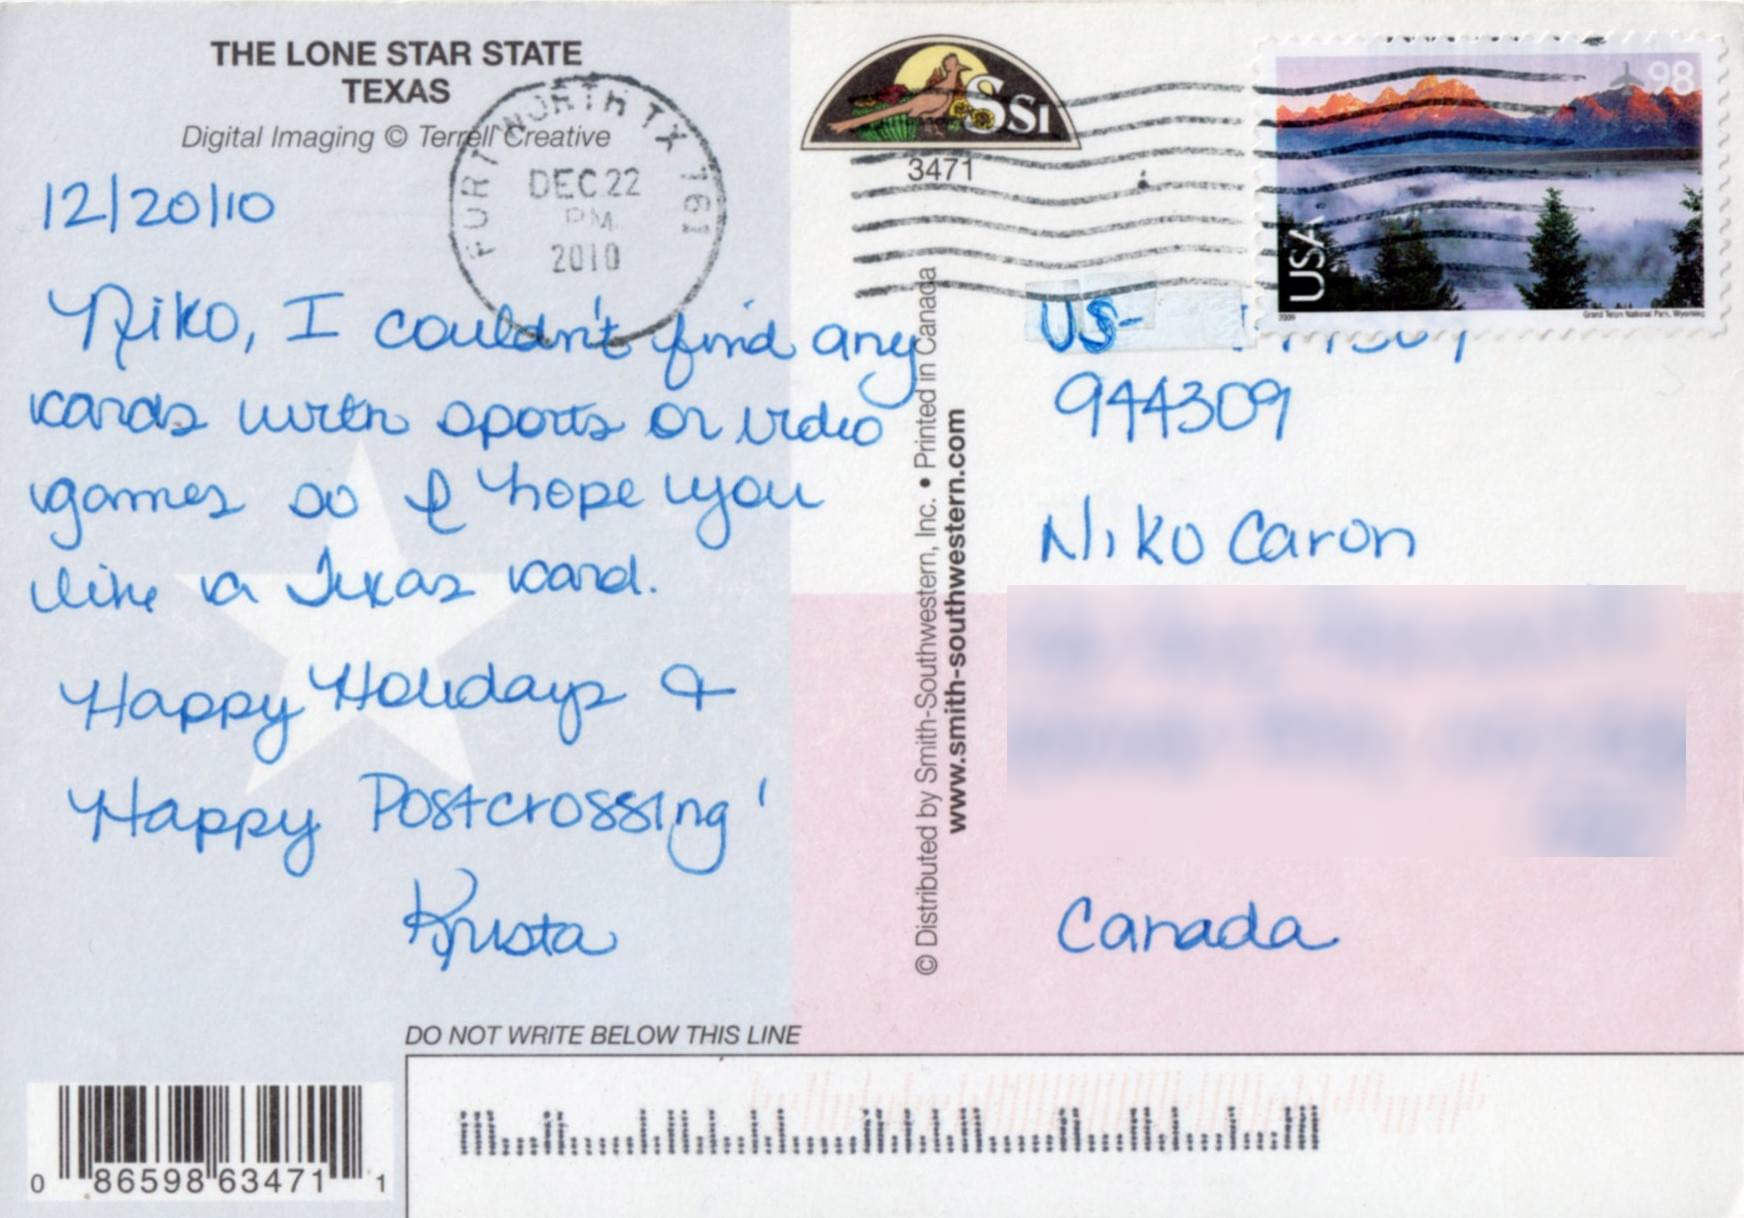 THE LONE STAR STATE
TEXAS
Digital Imaging © Terrell Creative
FORT WORTH TX 761
DEC 22
PM
2010
12/20/10
Niko, I couldn't find any
cards with sports or video
games so I hope you
like a Texas card.
Happy Holidays &
Happy Postcrossing!
Krista
DO NOT WRITE BELOW THIS LINE
0 86598 63471 1
SSI
3471
© Distributed by Smith-Southwestern, Inc. • Printed in Canada
www.smith-southwestern.com
98
USA
2009
Grand Teton National Park, Wyoming
US-
944309
Niko Caron
Canada